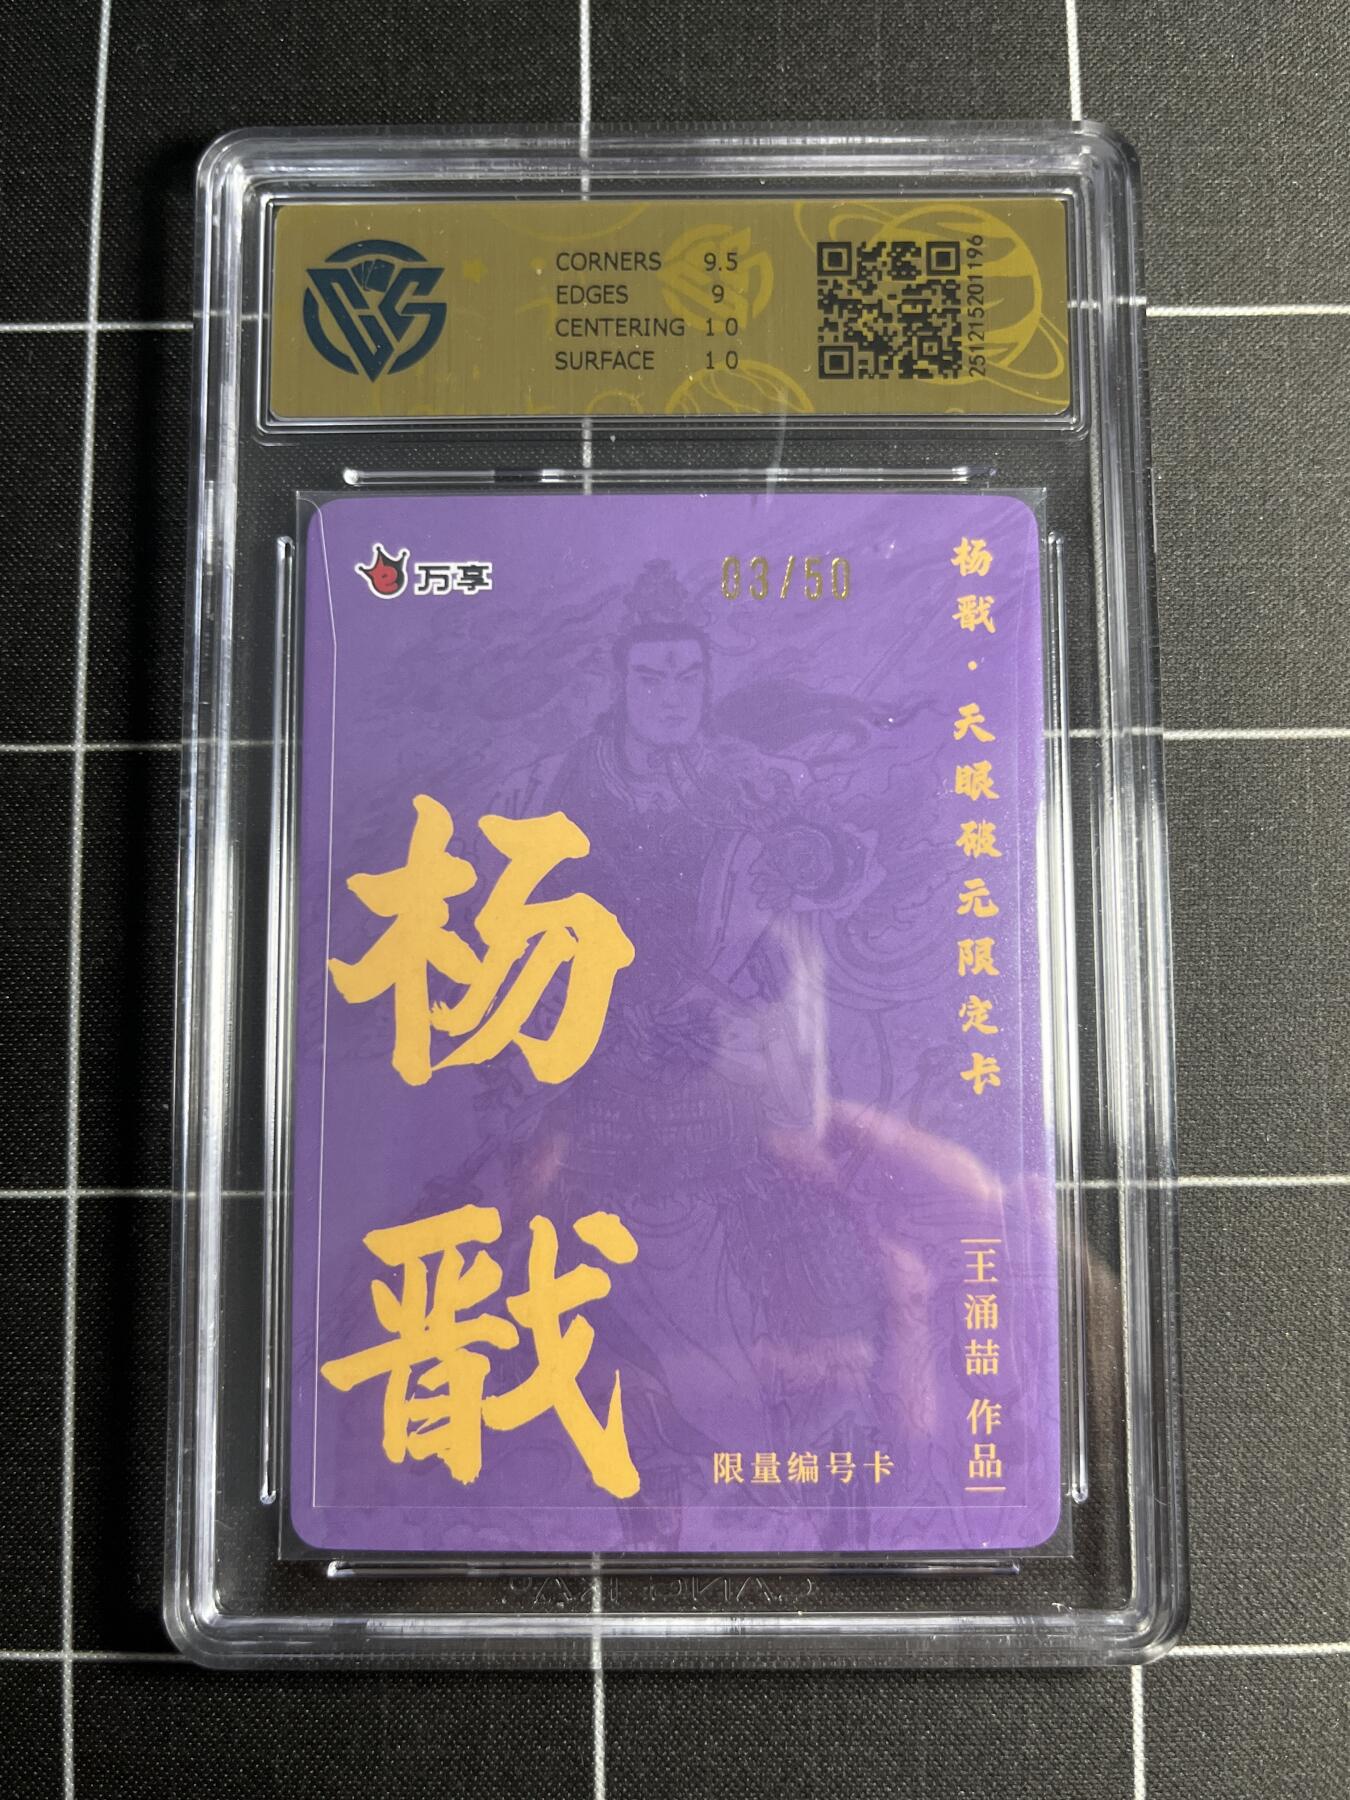 CORNERS 9.5
EDGES 9
CENTERING 10
SURFACE 10
251215201196
万享
03/50
杨戬·天眼破元限定卡
杨戬
王涌喆 作品
限量编号卡